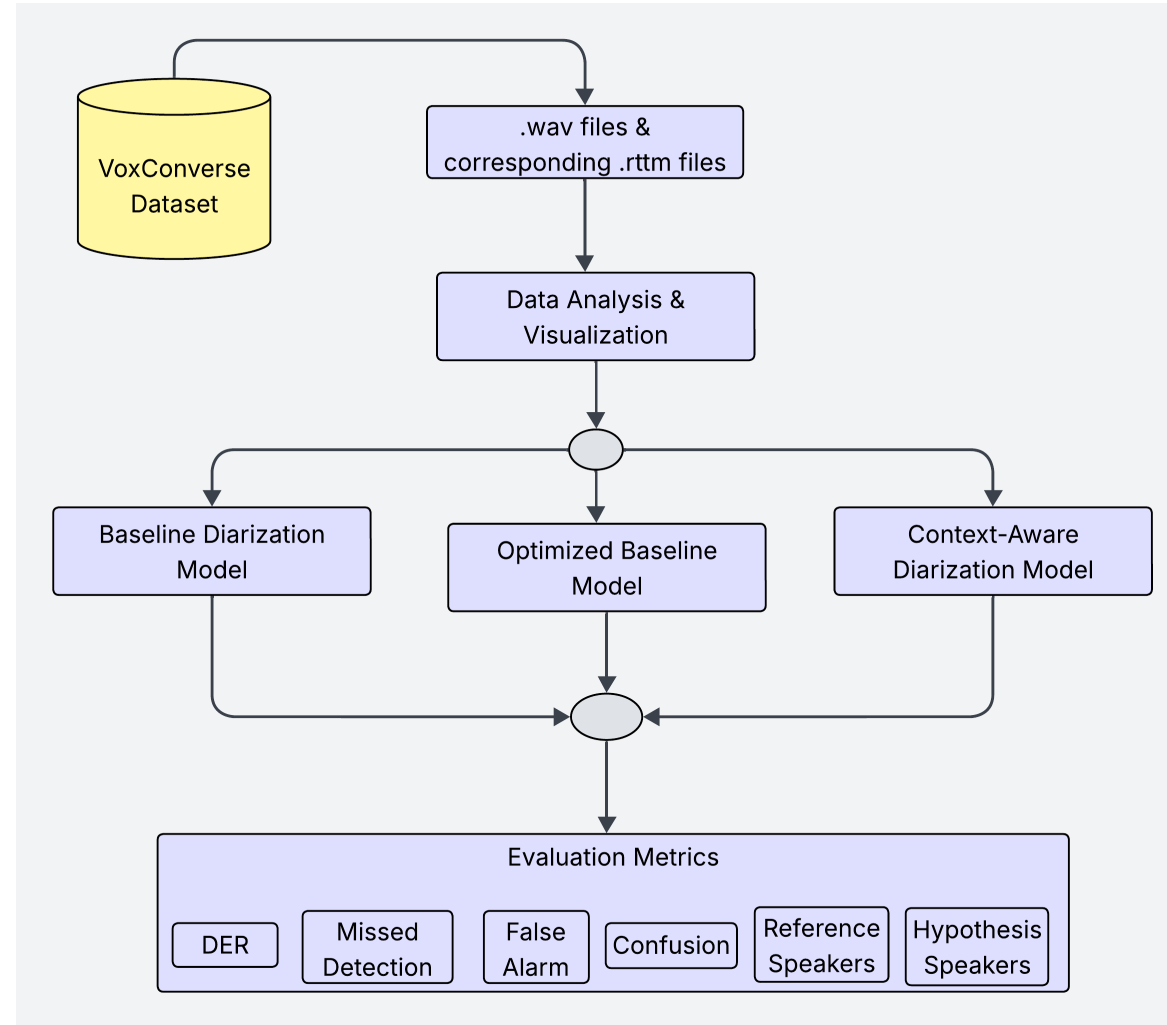 VoxConverse
Dataset
.wav files &
corresponding .rttm files
Data Analysis &
Visualization
Baseline Diarization
Model
Optimized Baseline
Model
Context-Aware
Diarization Model
Evaluation Metrics
DER
Missed
Detection
False
Alarm
Confusion
Reference
Speakers
Hypothesis
Speakers